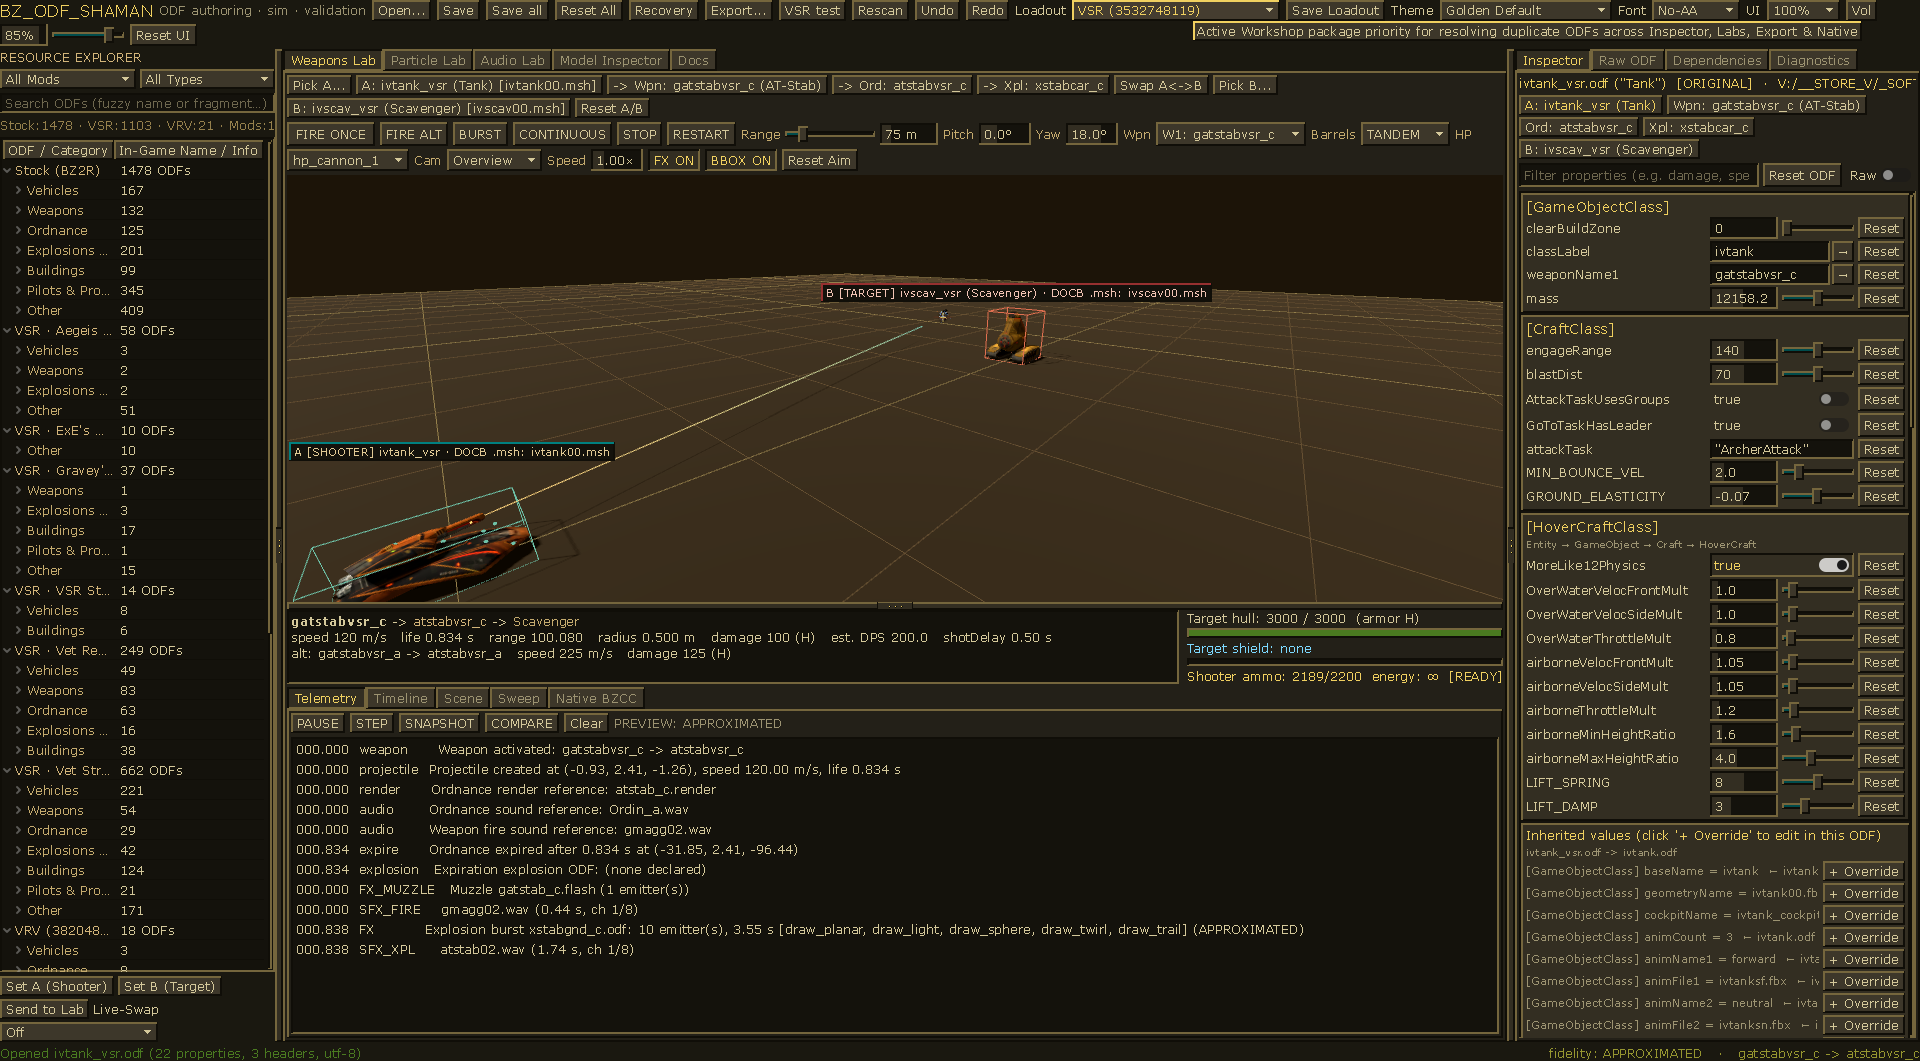 BZ_ODF_SHAMAN ODF authoring · sim · validation Open... Save Save all Reset All Recovery Export... VSR test Rescan Undo Redo Loadout VSR (3532748119) Save Loadout Theme Golden Default Font No-AA UI 100% Vol
85% Reset UI
Active Workshop package priority for resolving duplicate ODFs across Inspector, Labs, Export & Native
RESOURCE EXPLORER
All Mods All Types
Search ODFs (fuzzy name or fragment...)
Stock:1478 · VSR:1103 · VRV:21 · Mods:1
ODF / Category In-Game Name / Info
Stock (BZ2R) 1478 ODFs
Vehicles 167
Weapons 132
Ordnance 125
Explosions ... 201
Buildings 99
Pilots & Pro... 345
Other 409
VSR · Aegeis ... 58 ODFs
Vehicles 3
Weapons 2
Explosions ... 2
Other 51
VSR · ExE's ... 10 ODFs
Other 10
VSR · Gravey'... 37 ODFs
Weapons 1
Explosions ... 3
Buildings 17
Pilots & Pro... 1
Other 15
VSR · VSR St... 14 ODFs
Vehicles 8
Buildings 6
VSR · Vet Re... 249 ODFs
Vehicles 49
Weapons 83
Ordnance 63
Explosions ... 16
Buildings 38
VSR · Vet Str... 662 ODFs
Vehicles 221
Weapons 54
Ordnance 29
Explosions ... 42
Buildings 124
Pilots & Pro... 21
Other 171
VRV (382048... 18 ODFs
Vehicles 3
Ordnance 9
Set A (Shooter) Set B (Target)
Send to Lab Live-Swap
Off
Opened ivtank_vsr.odf (22 properties, 3 headers, utf-8)
Weapons Lab Particle Lab Audio Lab Model Inspector Docs
Pick A... A: ivtank_vsr (Tank) [ivtank00.msh] -> Wpn: gatstabvsr_c (AT-Stab) -> Ord: atstabvsr_c -> Xpl: xstabcar_c Swap A<->B Pick B...
B: ivscav_vsr (Scavenger) [ivscav00.msh] Reset A/B
FIRE ONCE FIRE ALT BURST CONTINUOUS STOP RESTART Range 75 m Pitch 0.0° Yaw 18.0° Wpn W1: gatstabvsr_c Barrels TANDEM HP
hp_cannon_1 Cam Overview Speed 1.00× FX ON BBOX ON Reset Aim
B [TARGET] ivscav_vsr (Scavenger) · DOCB .msh: ivscav00.msh
A [SHOOTER] ivtank_vsr · DOCB .msh: ivtank00.msh
gatstabvsr_c -> atstabvsr_c -> Scavenger
speed 120 m/s life 0.834 s range 100.080 radius 0.500 m damage 100 (H) est. DPS 200.0 shotDelay 0.50 s
alt: gatstabvsr_a -> atstabvsr_a speed 225 m/s damage 125 (H)
Target hull: 3000 / 3000 (armor H)
Target shield: none
Shooter ammo: 2189/2200 energy: ∞ [READY]
Telemetry Timeline Scene Sweep Native BZCC
PAUSE STEP SNAPSHOT COMPARE Clear PREVIEW: APPROXIMATED
000.000 weapon Weapon activated: gatstabvsr_c -> atstabvsr_c
000.000 projectile Projectile created at (-0.93, 2.41, -1.26), speed 120.00 m/s, life 0.834 s
000.000 render Ordnance render reference: atstab_c.render
000.000 audio Ordnance sound reference: Ordin_a.wav
000.000 audio Weapon fire sound reference: gmagg02.wav
000.834 expire Ordnance expired after 0.834 s at (-31.85, 2.41, -96.44)
000.834 explosion Expiration explosion ODF: (none declared)
000.000 FX_MUZZLE Muzzle gatstab_c.flash (1 emitter(s))
000.000 SFX_FIRE gmagg02.wav (0.44 s, ch 1/8)
000.838 FX Explosion burst xstabgnd_c.odf: 10 emitter(s), 3.55 s [draw_planar, draw_light, draw_sphere, draw_twirl, draw_trail] (APPROXIMATED)
000.838 SFX_XPL atstab02.wav (1.74 s, ch 1/8)
Inspector Raw ODF Dependencies Diagnostics
ivtank_vsr.odf ("Tank") [ORIGINAL] · V:/__STORE_V/_SOF
A: ivtank_vsr (Tank) Wpn: gatstabvsr_c (AT-Stab)
Ord: atstabvsr_c Xpl: xstabcar_c
B: ivscav_vsr (Scavenger)
Filter properties (e.g. damage, spe Reset ODF Raw
[GameObjectClass]
clearBuildZone 0 Reset
classLabel ivtank → Reset
weaponName1 gatstabvsr_c → Reset
mass 12158.2 Reset
[CraftClass]
engageRange 140 Reset
blastDist 70 Reset
AttackTaskUsesGroups true Reset
GoToTaskHasLeader true Reset
attackTask "ArcherAttack" Reset
MIN_BOUNCE_VEL 2.0 Reset
GROUND_ELASTICITY -0.07 Reset
[HoverCraftClass]
Entity → GameObject → Craft → HoverCraft
MoreLike12Physics true Reset
OverWaterVelocFrontMult 1.0 Reset
OverWaterVelocSideMult 1.0 Reset
OverWaterThrottleMult 0.8 Reset
airborneVelocFrontMult 1.05 Reset
airborneVelocSideMult 1.05 Reset
airborneThrottleMult 1.2 Reset
airborneMinHeightRatio 1.6 Reset
airborneMaxHeightRatio 4.0 Reset
LIFT_SPRING 8 Reset
LIFT_DAMP 3 Reset
Inherited values (click '+ Override' to edit in this ODF)
ivtank_vsr.odf -> ivtank.odf
[GameObjectClass] baseName = ivtank ← ivtank + Override
[GameObjectClass] geometryName = ivtank00.fb + Override
[GameObjectClass] cockpitName = ivtank_cockpit + Override
[GameObjectClass] animCount = 3 ← ivtank.odf + Override
[GameObjectClass] animName1 = forward ← ivta + Override
[GameObjectClass] animFile1 = ivtanksf.fbx ← iv + Override
[GameObjectClass] animName2 = neutral ← ivta + Override
[GameObjectClass] animFile2 = ivtanksn.fbx ← i + Override
fidelity: APPROXIMATED · gatstabvsr_c -> atstabvsr_c